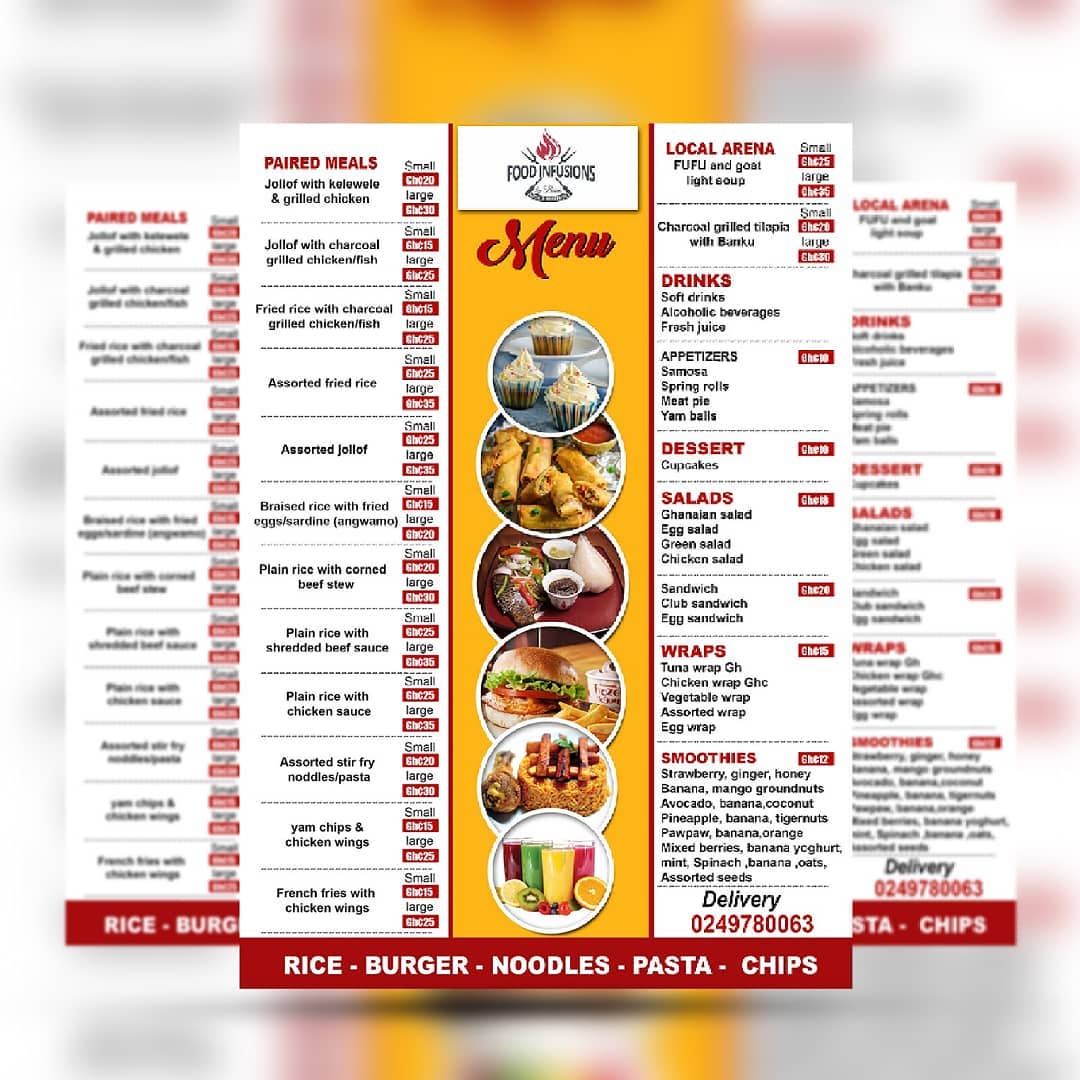 FOOD INFUSIONS
Menu
PAIRED MEALS
Small
Jollof with kelewele
Ghc20
& grilled chicken
large
Ghc30
Small
Jollof with charcoal
Ghc15
grilled chicken/fish
large
Ghc25
Small
Fried rice with charcoal
Ghc15
grilled chicken/fish
large
Ghc25
Small
Ghc25
Assorted fried rice
large
Ghc35
Small
Ghc25
Assorted jollof
large
Ghc35
Small
Braised rice with fried
Ghc15
eggs/sardine (angwamo)
large
Ghc20
Small
Plain rice with corned
Ghc20
beef stew
large
Ghc30
Small
Plain rice with
Ghc25
shredded beef sauce
large
Ghc35
Small
Plain rice with
Ghc25
chicken sauce
large
Ghc35
Small
Assorted stir fry
Ghc20
noddles/pasta
large
Ghc30
Small
yam chips &
Ghc15
chicken wings
large
Ghc25
Small
French fries with
Ghc15
chicken wings
large
Ghc25
LOCAL ARENA
Small
FUFU and goat
Ghc25
light soup
large
Ghc35
Small
Charcoal grilled tilapia
Ghc20
with Banku
large
Ghc30
DRINKS
Soft drinks
Alcoholic beverages
Fresh juice
APPETIZERS Ghc10
Samosa
Spring rolls
Meat pie
Yam balls
DESSERT Ghc10
Cupcakes
SALADS Ghc18
Ghanaian salad
Egg salad
Green salad
Chicken salad
Sandwich Ghc20
Club sandwich
Egg sandwich
WRAPS Ghc15
Tuna wrap Gh
Chicken wrap Ghc
Vegetable wrap
Assorted wrap
Egg wrap
SMOOTHIES Ghc12
Strawberry, ginger, honey
Banana, mango groundnuts
Avocado, banana,coconut
Pineapple, banana, tigernuts
Pawpaw, banana,orange
Mixed berries, banana yoghurt,
mint, Spinach ,banana ,oats,
Assorted seeds
Delivery
0249780063
RICE - BURGER - NOODLES - PASTA - CHIPS